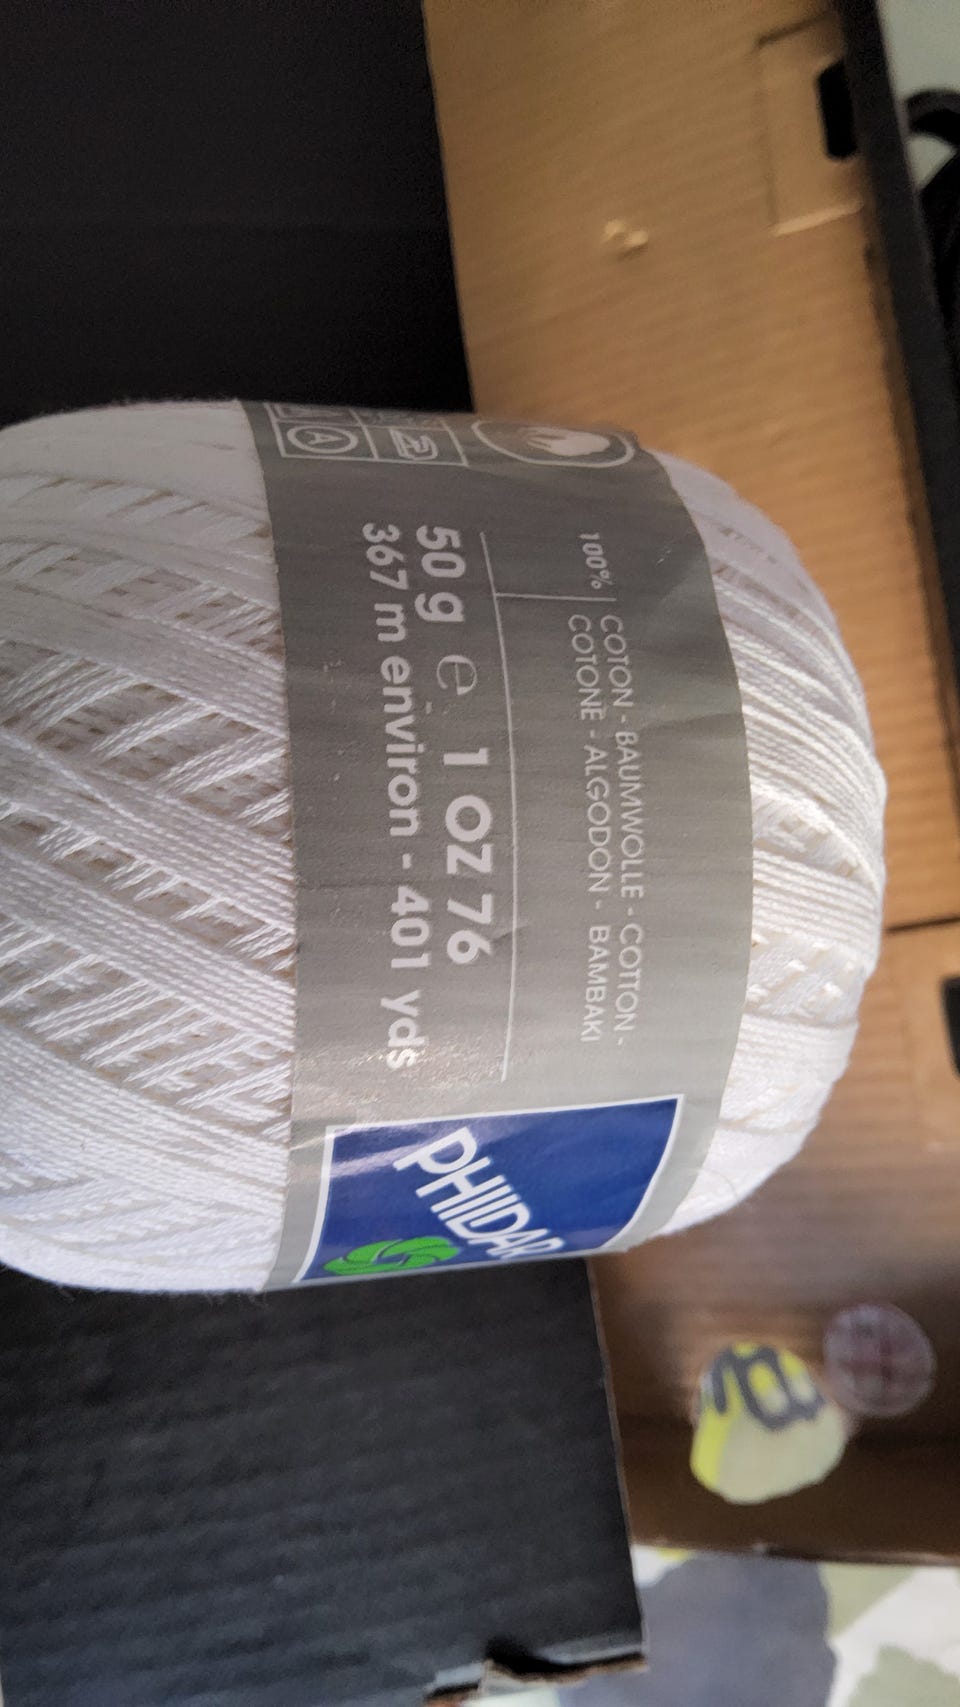 100% COTON - BAUMWOLLE - COTTON -
COTONE - ALGODON - BAMBAKI
50 g e 1 OZ 76
367 m environ - 401 yds
PHILDAR
A